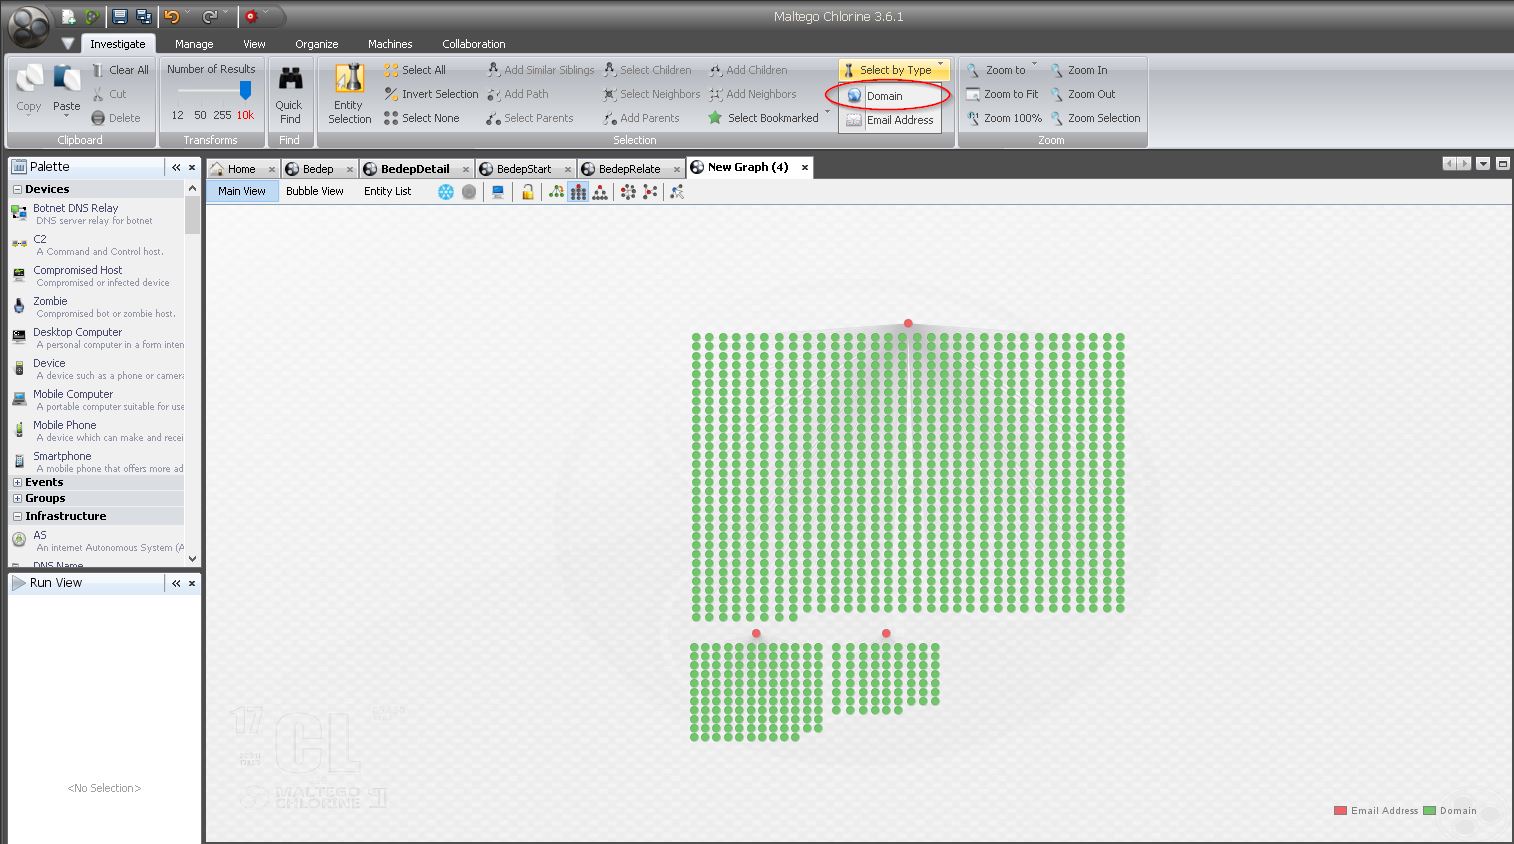 Maltego Chlorine 3.6.1
Investigate Manage View Organize Machines Collaboration
Copy
Paste
Clear All
Cut
Delete
Clipboard
Number of Results
12 50 255 10k
Transforms
Quick
Find
Find
Entity
Selection
Select All
Invert Selection
Select None
Add Similar Siblings
Add Path
Select Parents
Select Children
Select Neighbors
Add Parents
Add Children
Add Neighbors
Select Bookmarked
Select by Type
Domain
Email Address
Selection
Zoom to
Zoom to Fit
Zoom 100%
Zoom In
Zoom Out
Zoom Selection
Zoom
Palette
Devices
Botnet DNS Relay
DNS server relay for botnet
C2
A Command and Control host.
Compromised Host
Compromised or infected device
Zombie
Compromised bot or zombie host.
Desktop Computer
A personal computer in a form inten
Device
A device such as a phone or camera
Mobile Computer
A portable computer suitable for use
Mobile Phone
A device which can make and recei
Smartphone
A mobile phone that offers more ad
Events
Groups
Infrastructure
AS
An internet Autonomous System (A
DNS Name
Run View
<No Selection>
Home Bedep BedepDetail BedepStart BedepRelate New Graph (4)
Main View Bubble View Entity List
17
CL
MALTEGO
CHLORINE
Email Address Domain